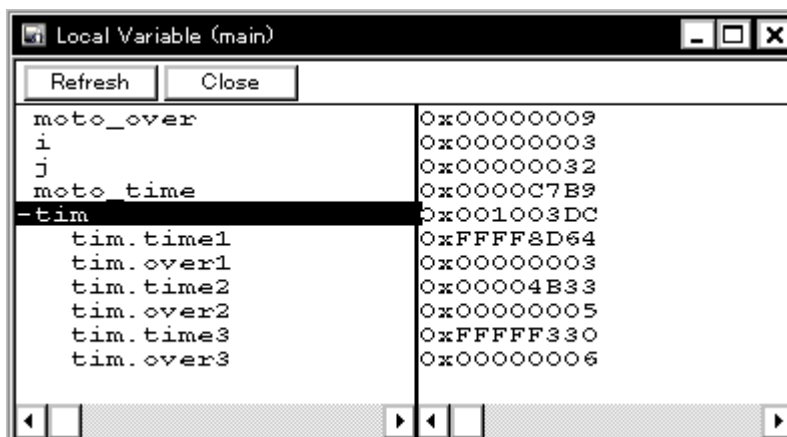 Local Variable (main)
Refresh Close
moto_over 0x00000009
i 0x00000003
j 0x00000032
moto_time 0x0000C7B9
-tim 0x001003DC
tim.time1 0xFFFF8D64
tim.over1 0x00000003
tim.time2 0x00004B33
tim.over2 0x00000005
tim.time3 0xFFFFF330
tim.over3 0x00000006